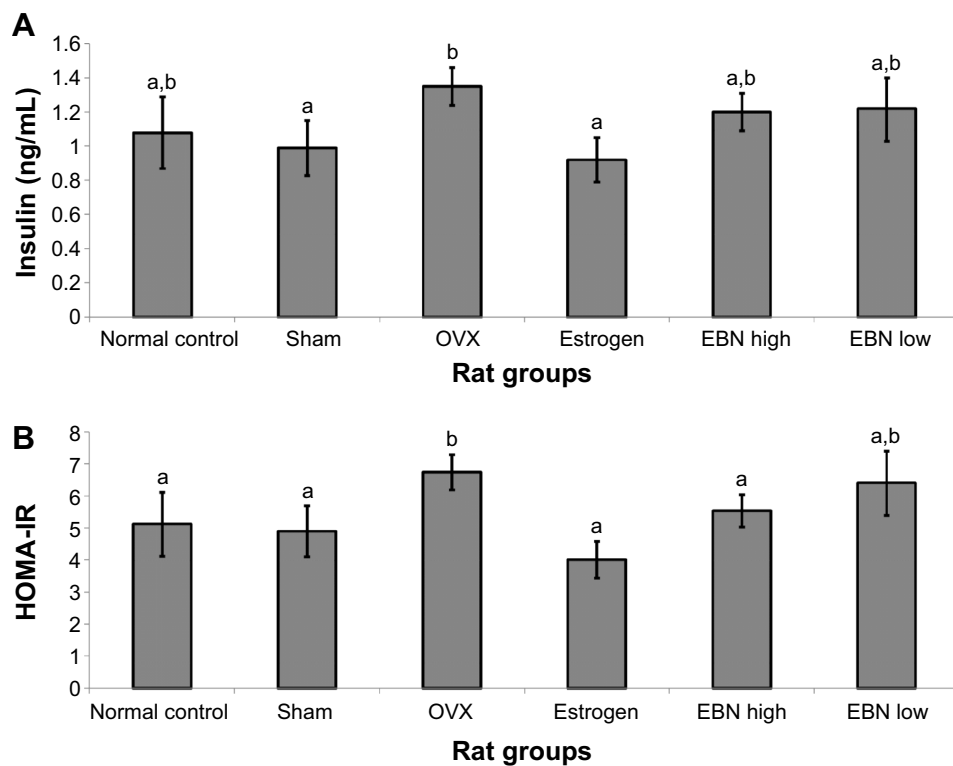 A
b
a,b
a
a
a,b
a,b
1.6
1.4
1.2
1
0.8
0.6
0.4
0.2
0
Insulin (ng/mL)
Normal control Sham OVX Estrogen EBN high EBN low
Rat groups
B
b
a,b
a
a
a
a
8
7
6
5
4
3
2
1
0
HOMA-IR
Normal control Sham OVX Estrogen EBN high EBN low
Rat groups